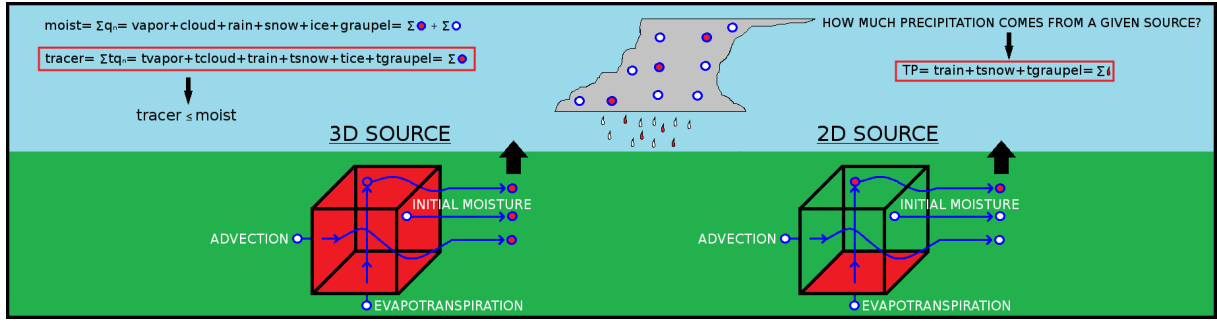 moist= Σqₙ= vapor+cloud+rain+snow+ice+graupel= Σ + Σ
tracer= Σtqₙ= tvapor+tcloud+train+tsnow+tice+tgraupel= Σ
tracer ≤ moist
HOW MUCH PRECIPITATION COMES FROM A GIVEN SOURCE?
TP= train+tsnow+tgraupel= Σ
3D SOURCE
INITIAL MOISTURE
ADVECTION
EVAPOTRANSPIRATION
2D SOURCE
INITIAL MOISTURE
ADVECTION
EVAPOTRANSPIRATION